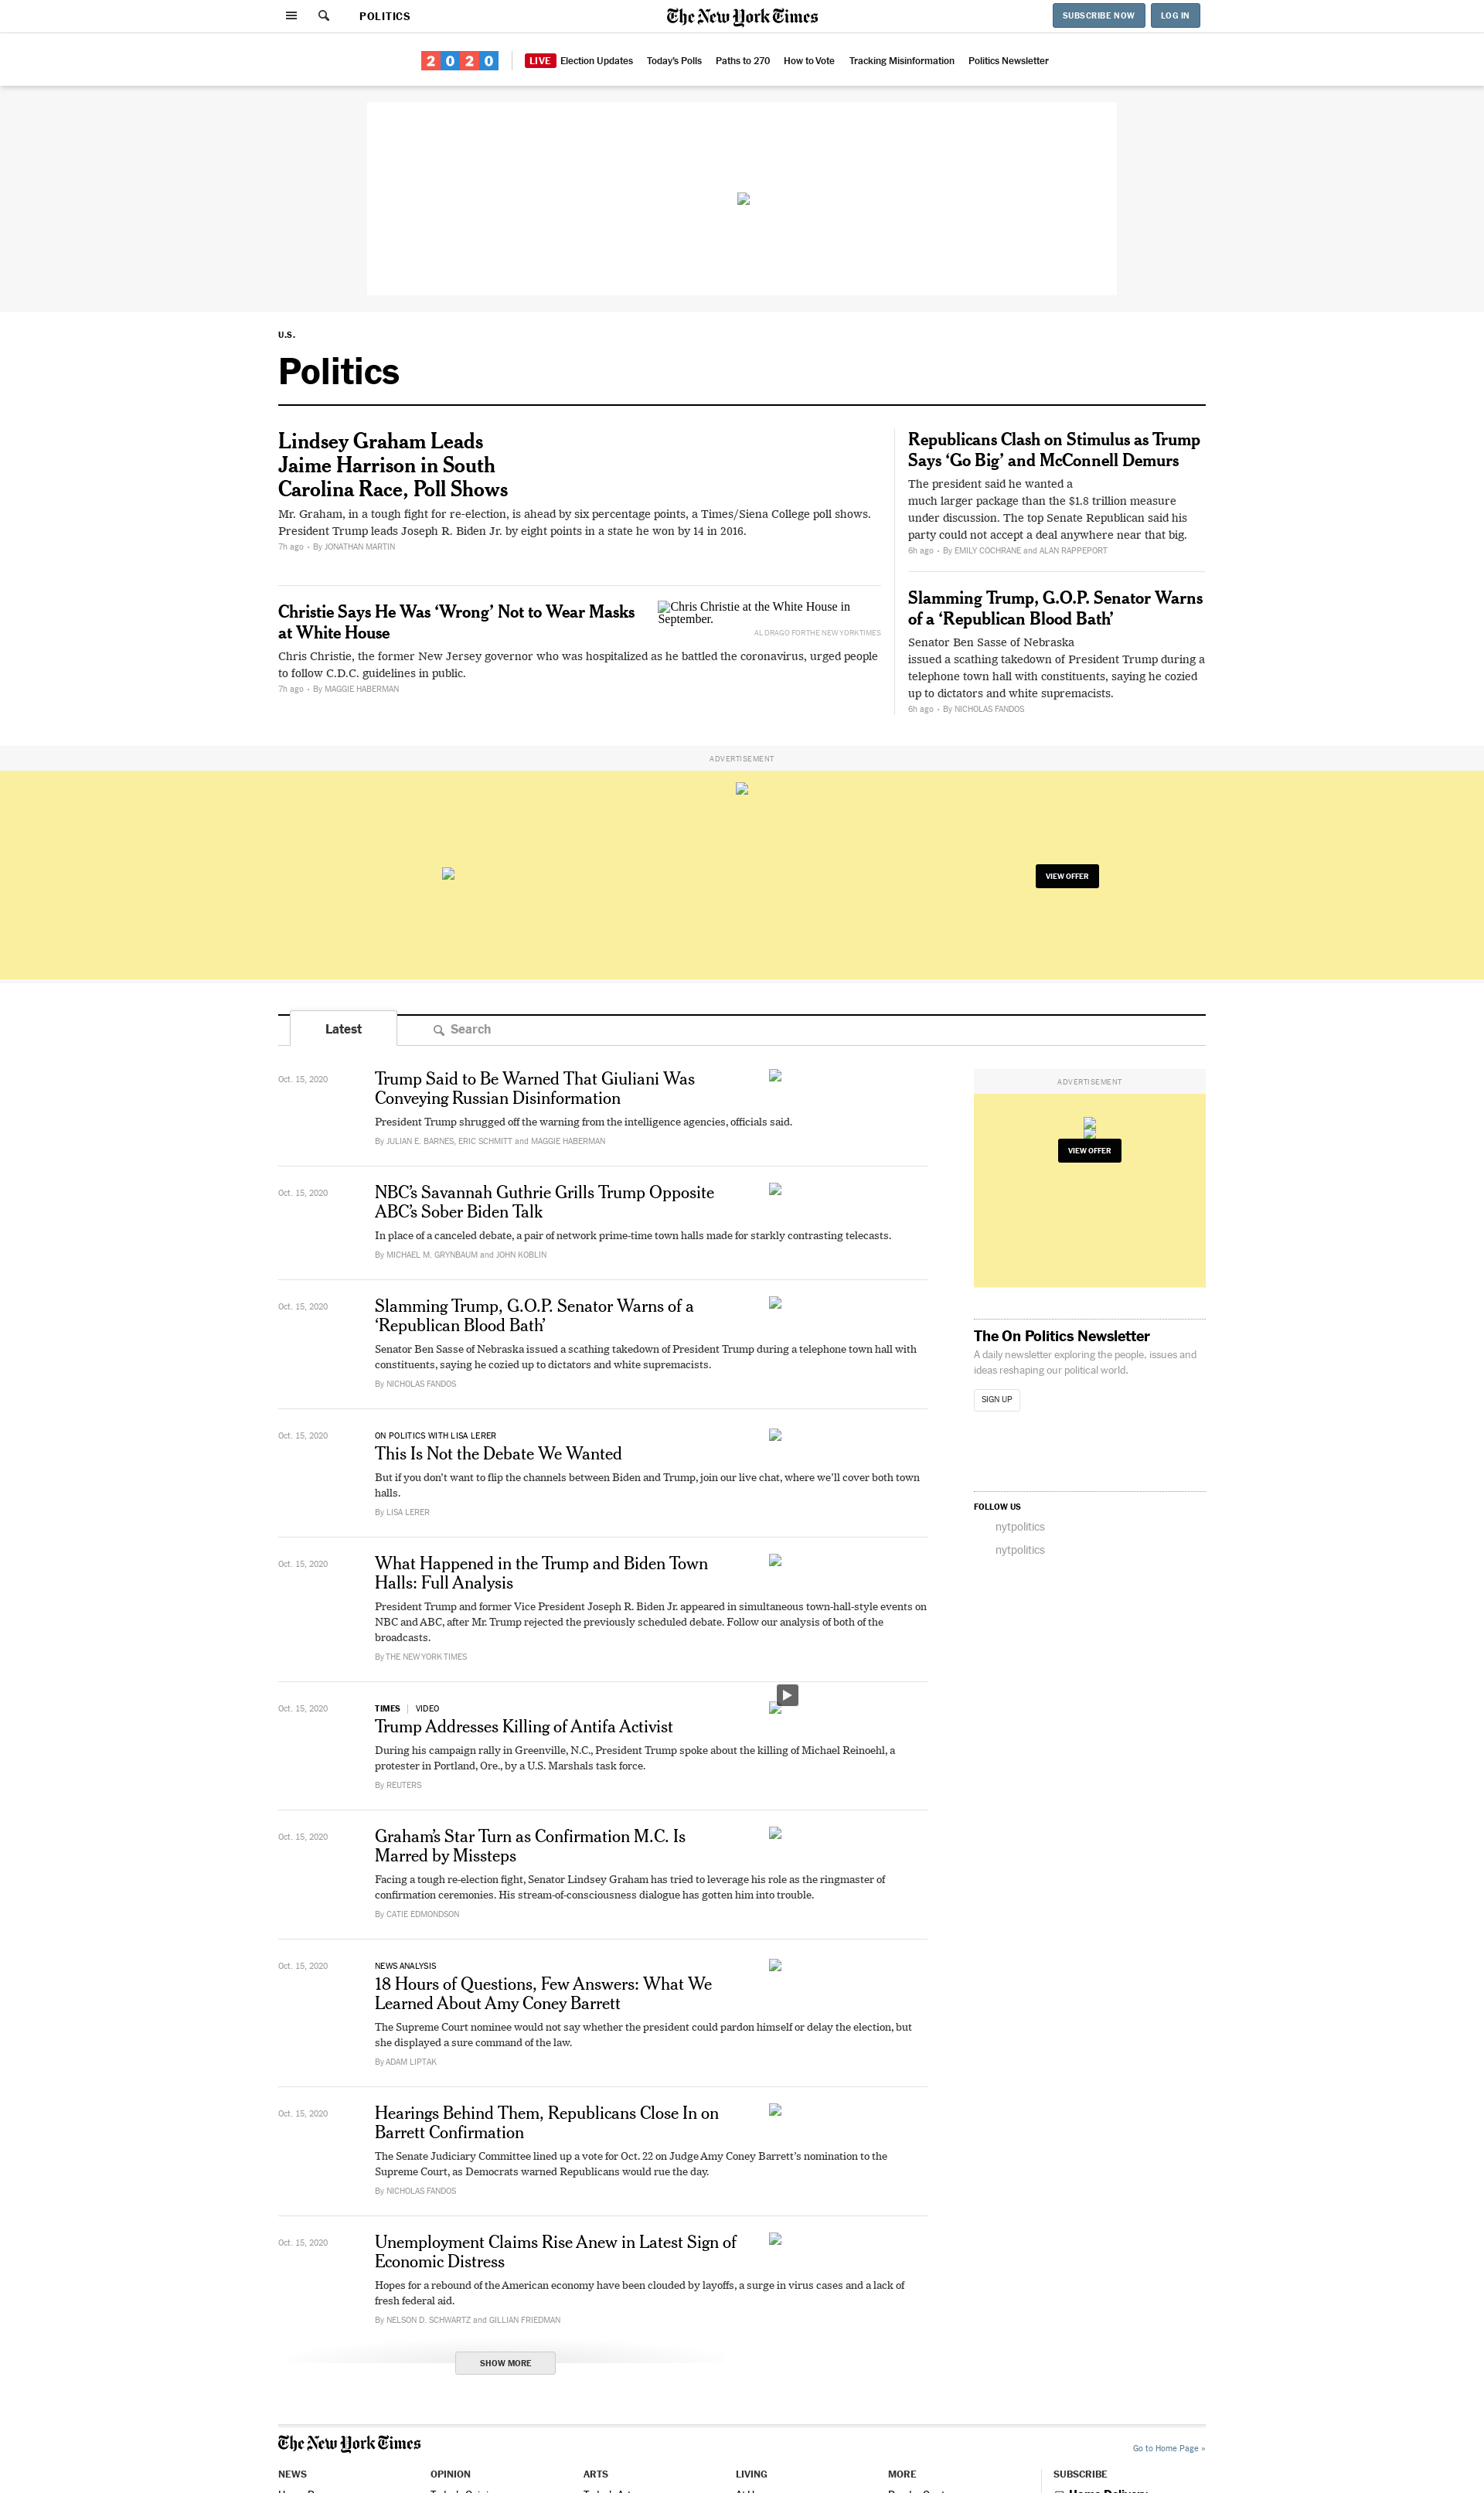 POLITICS
The New York Times
SUBSCRIBE NOW
LOG IN
2020
LIVE Election Updates
Today's Polls
Paths to 270
How to Vote
Tracking Misinformation
Politics Newsletter
U.S.
Politics
Lindsey Graham Leads
Jaime Harrison in South
Carolina Race, Poll Shows
Mr. Graham, in a tough fight for re-election, is ahead by six percentage points, a Times/Siena College poll shows.
President Trump leads Joseph R. Biden Jr. by eight points in a state he won by 14 in 2016.
7h ago • By JONATHAN MARTIN
Christie Says He Was ‘Wrong’ Not to Wear Masks
at White House
Chris Christie at the White House in
September.
AL DRAGO FOR THE NEW YORK TIMES
Chris Christie, the former New Jersey governor who was hospitalized as he battled the coronavirus, urged people
to follow C.D.C. guidelines in public.
7h ago • By MAGGIE HABERMAN
Republicans Clash on Stimulus as Trump
Says ‘Go Big’ and McConnell Demurs
The president said he wanted a
much larger package than the $1.8 trillion measure
under discussion. The top Senate Republican said his
party could not accept a deal anywhere near that big.
6h ago • By EMILY COCHRANE and ALAN RAPPEPORT
Slamming Trump, G.O.P. Senator Warns
of a ‘Republican Blood Bath’
Senator Ben Sasse of Nebraska
issued a scathing takedown of President Trump during a
telephone town hall with constituents, saying he cozied
up to dictators and white supremacists.
6h ago • By NICHOLAS FANDOS
ADVERTISEMENT
VIEW OFFER
Latest
Search
Oct. 15, 2020
Trump Said to Be Warned That Giuliani Was
Conveying Russian Disinformation
President Trump shrugged off the warning from the intelligence agencies, officials said.
By JULIAN E. BARNES, ERIC SCHMITT and MAGGIE HABERMAN
Oct. 15, 2020
NBC’s Savannah Guthrie Grills Trump Opposite
ABC’s Sober Biden Talk
In place of a canceled debate, a pair of network prime-time town halls made for starkly contrasting telecasts.
By MICHAEL M. GRYNBAUM and JOHN KOBLIN
Oct. 15, 2020
Slamming Trump, G.O.P. Senator Warns of a
‘Republican Blood Bath’
Senator Ben Sasse of Nebraska issued a scathing takedown of President Trump during a telephone town hall with
constituents, saying he cozied up to dictators and white supremacists.
By NICHOLAS FANDOS
Oct. 15, 2020
ON POLITICS WITH LISA LERER
This Is Not the Debate We Wanted
But if you don’t want to flip the channels between Biden and Trump, join our live chat, where we’ll cover both town
halls.
By LISA LERER
Oct. 15, 2020
What Happened in the Trump and Biden Town
Halls: Full Analysis
President Trump and former Vice President Joseph R. Biden Jr. appeared in simultaneous town-hall-style events on
NBC and ABC, after Mr. Trump rejected the previously scheduled debate. Follow our analysis of both of the
broadcasts.
By THE NEW YORK TIMES
Oct. 15, 2020
TIMES | VIDEO
Trump Addresses Killing of Antifa Activist
During his campaign rally in Greenville, N.C., President Trump spoke about the killing of Michael Reinoehl, a
protester in Portland, Ore., by a U.S. Marshals task force.
By REUTERS
Oct. 15, 2020
Graham’s Star Turn as Confirmation M.C. Is
Marred by Missteps
Facing a tough re-election fight, Senator Lindsey Graham has tried to leverage his role as the ringmaster of
confirmation ceremonies. His stream-of-consciousness dialogue has gotten him into trouble.
By CATIE EDMONDSON
Oct. 15, 2020
NEWS ANALYSIS
18 Hours of Questions, Few Answers: What We
Learned About Amy Coney Barrett
The Supreme Court nominee would not say whether the president could pardon himself or delay the election, but
she displayed a sure command of the law.
By ADAM LIPTAK
Oct. 15, 2020
Hearings Behind Them, Republicans Close In on
Barrett Confirmation
The Senate Judiciary Committee lined up a vote for Oct. 22 on Judge Amy Coney Barrett’s nomination to the
Supreme Court, as Democrats warned Republicans would rue the day.
By NICHOLAS FANDOS
Oct. 15, 2020
Unemployment Claims Rise Anew in Latest Sign of
Economic Distress
Hopes for a rebound of the American economy have been clouded by layoffs, a surge in virus cases and a lack of
fresh federal aid.
By NELSON D. SCHWARTZ and GILLIAN FRIEDMAN
SHOW MORE
ADVERTISEMENT
VIEW OFFER
The On Politics Newsletter
A daily newsletter exploring the people, issues and
ideas reshaping our political world.
SIGN UP
FOLLOW US
nytpolitics
nytpolitics
The New York Times
Go to Home Page »
NEWS
OPINION
ARTS
LIVING
MORE
SUBSCRIBE